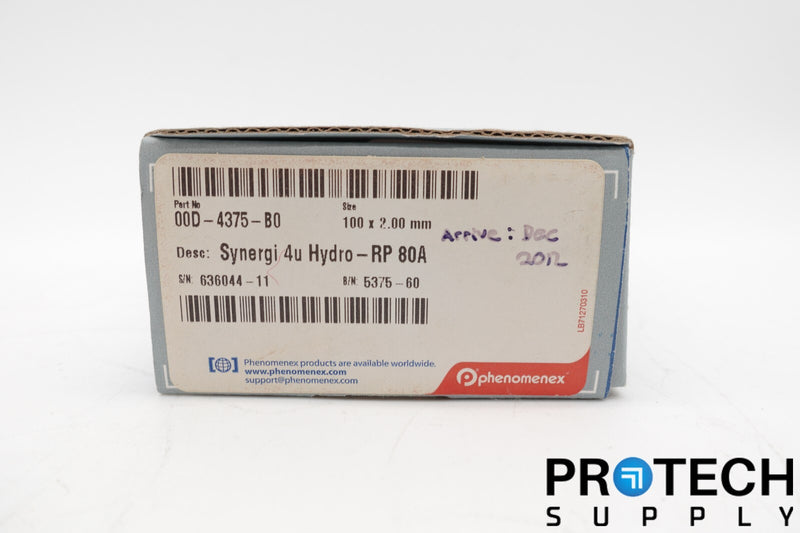 Part No
00D-4375-B0
Size
100 x 2.00 mm
Desc: Synergi 4u Hydro-RP 80A
Arrive: Dec
2012
S/N: 636044-11
B/N: 5375-60
LB71270310
Phenomenex products are available worldwide.
www.phenomenex.com
support@phenomenex.com
phenomenex
PROTECH
SUPPLY